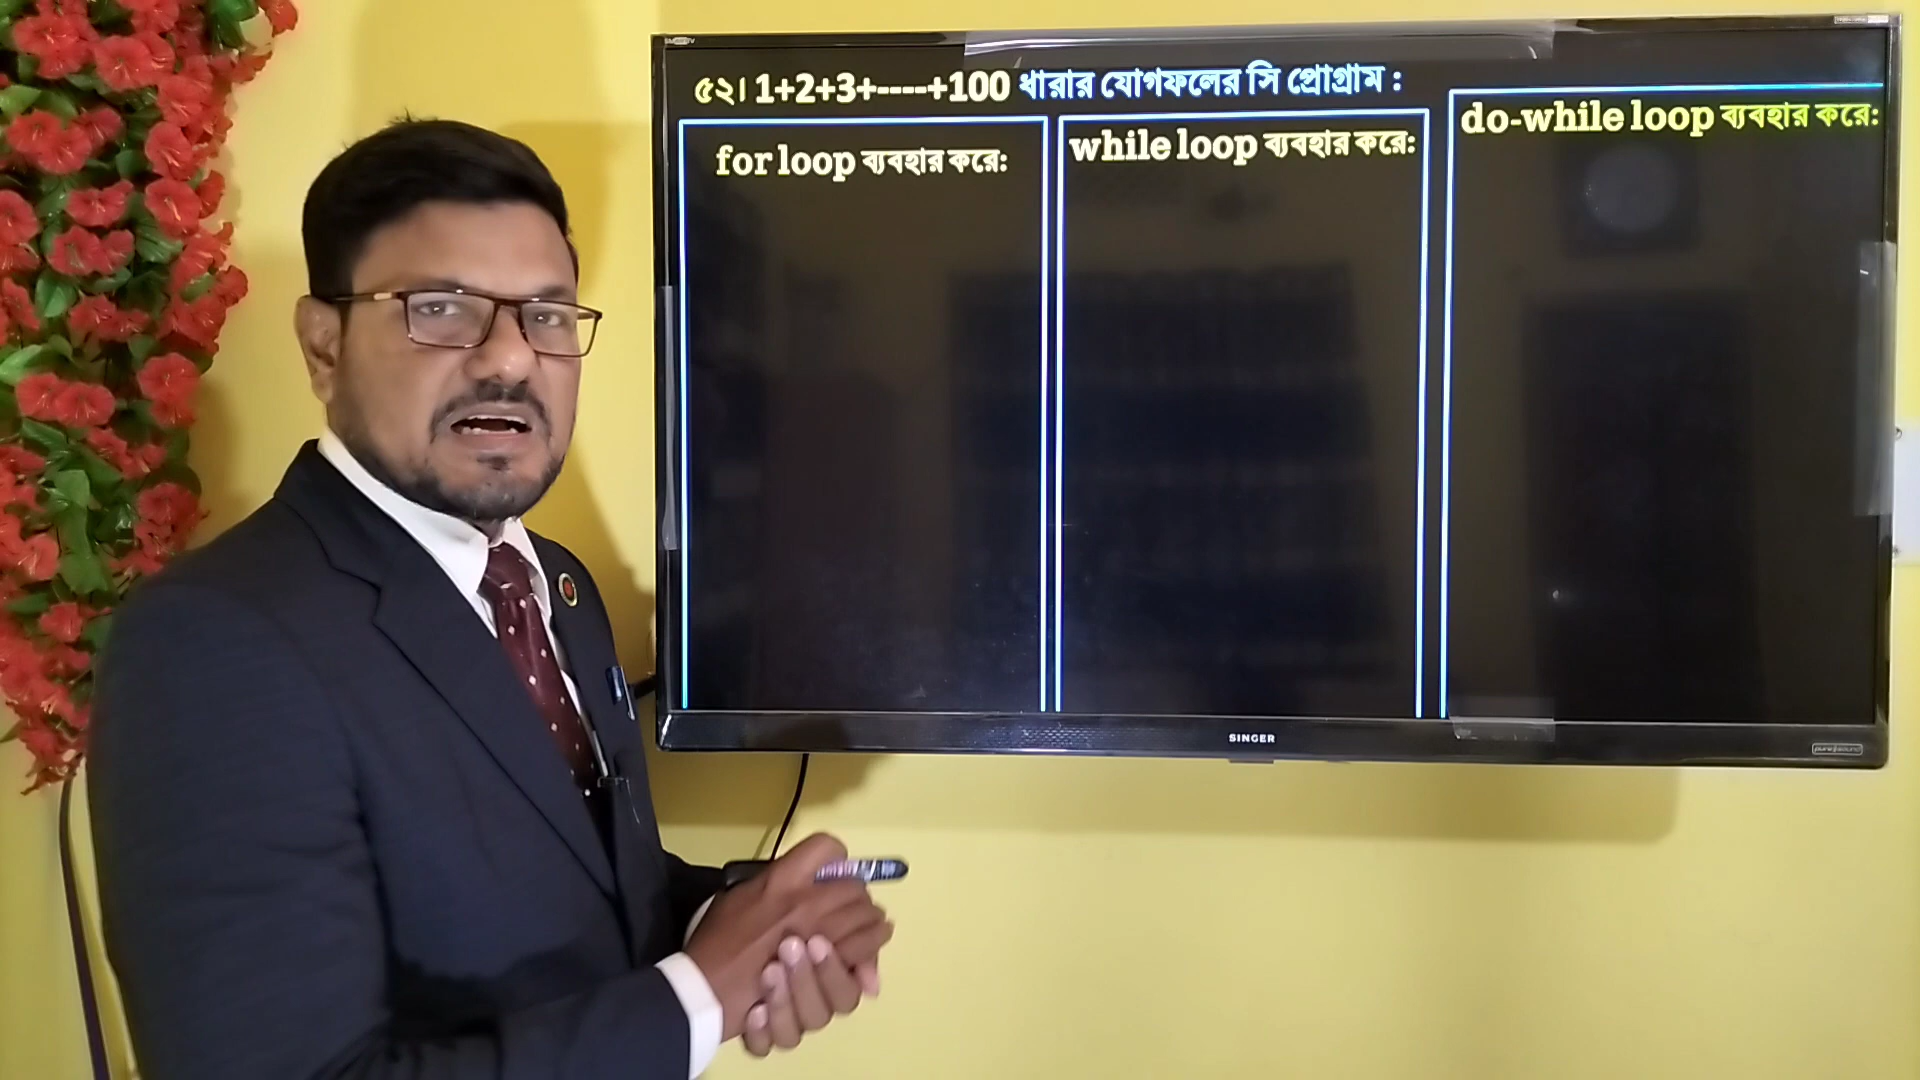 ৫২। 1+2+3+----+100 ধারার যোগফলের সি প্রোগ্রাম :
for loop ব্যবহার করে:
while loop ব্যবহার করে:
do-while loop ব্যবহার করে:
SINGER